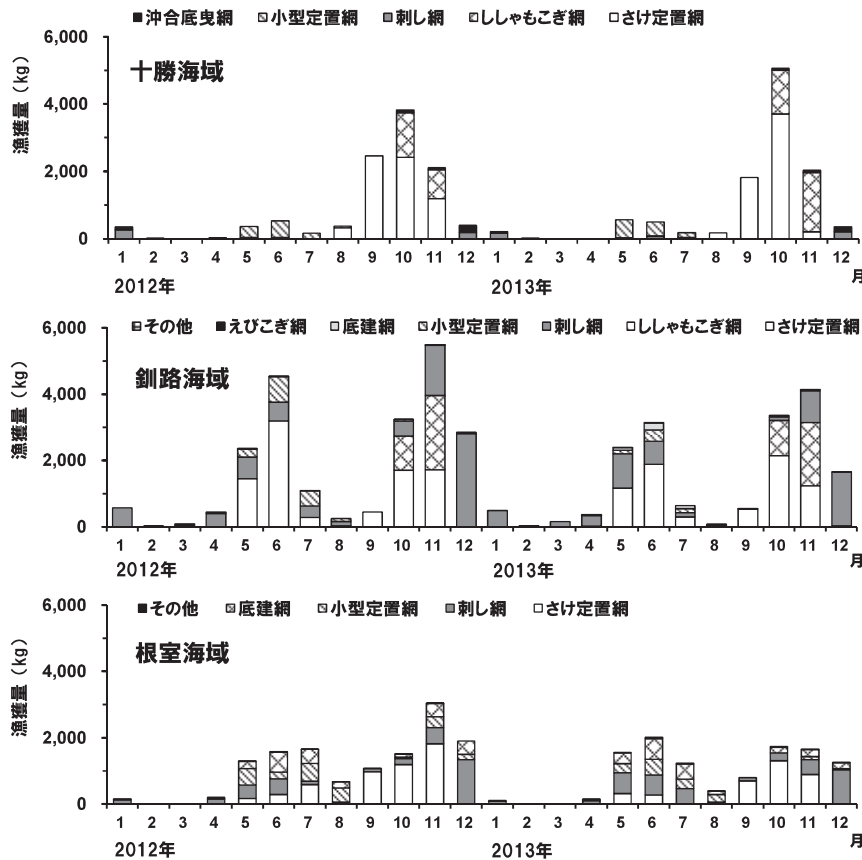 沖合底曳網 小型定置網 刺し網 ししゃもこぎ網 さけ定置網
6,000
十勝海域
4,000
漁獲量(kg)
2,000
0
1 2 3 4 5 6 7 8 9 10 11 12 1 2 3 4 5 6 7 8 9 10 11 12
月
2012年 2013年
6,000
その他 えびこぎ網 底建網 小型定置網 刺し網 ししゃもこぎ網 さけ定置網
釧路海域
4,000
漁獲量(kg)
2,000
0
1 2 3 4 5 6 7 8 9 10 11 12 1 2 3 4 5 6 7 8 9 10 11 12
月
2012年 2013年
6,000
その他 底建網 小型定置網 刺し網 さけ定置網
根室海域
4,000
漁獲量(kg)
2,000
0
1 2 3 4 5 6 7 8 9 10 11 12 1 2 3 4 5 6 7 8 9 10 11 12
月
2012年 2013年